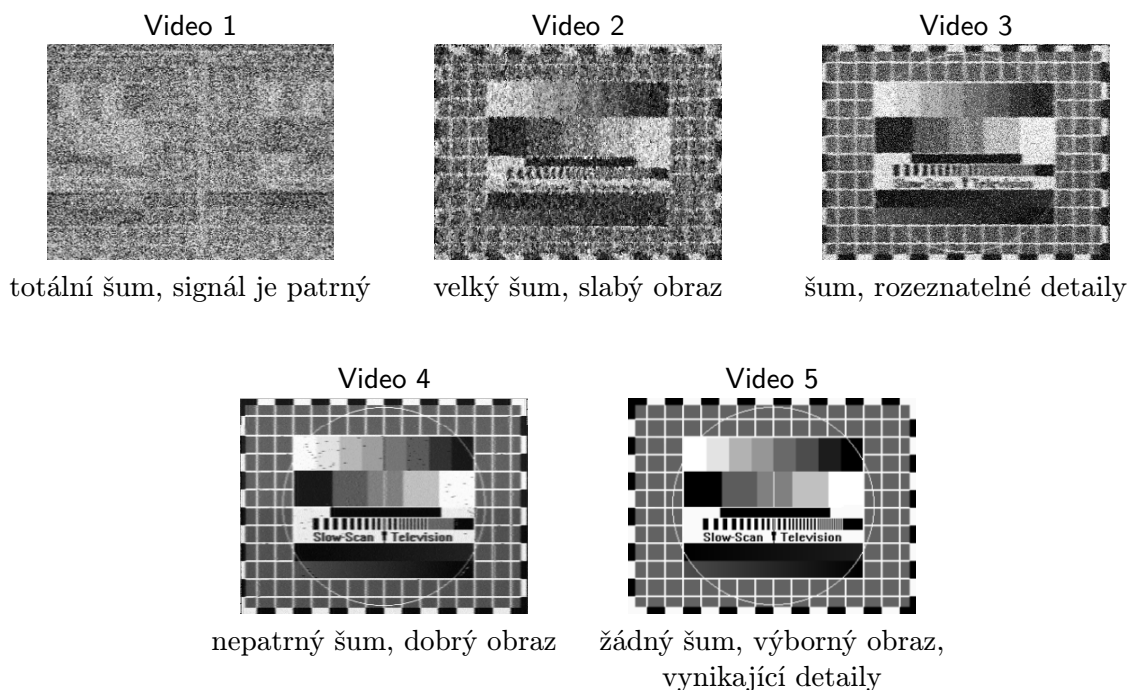 Video 1
Video 2
Video 3
Slow-Scan Television
totální šum, signál je patrný
velký šum, slabý obraz
šum, rozeznatelné detaily
Video 4
Video 5
Slow-Scan Television
Slow-Scan Television
nepatrný šum, dobrý obraz
žádný šum, výborný obraz,
vynikající detaily